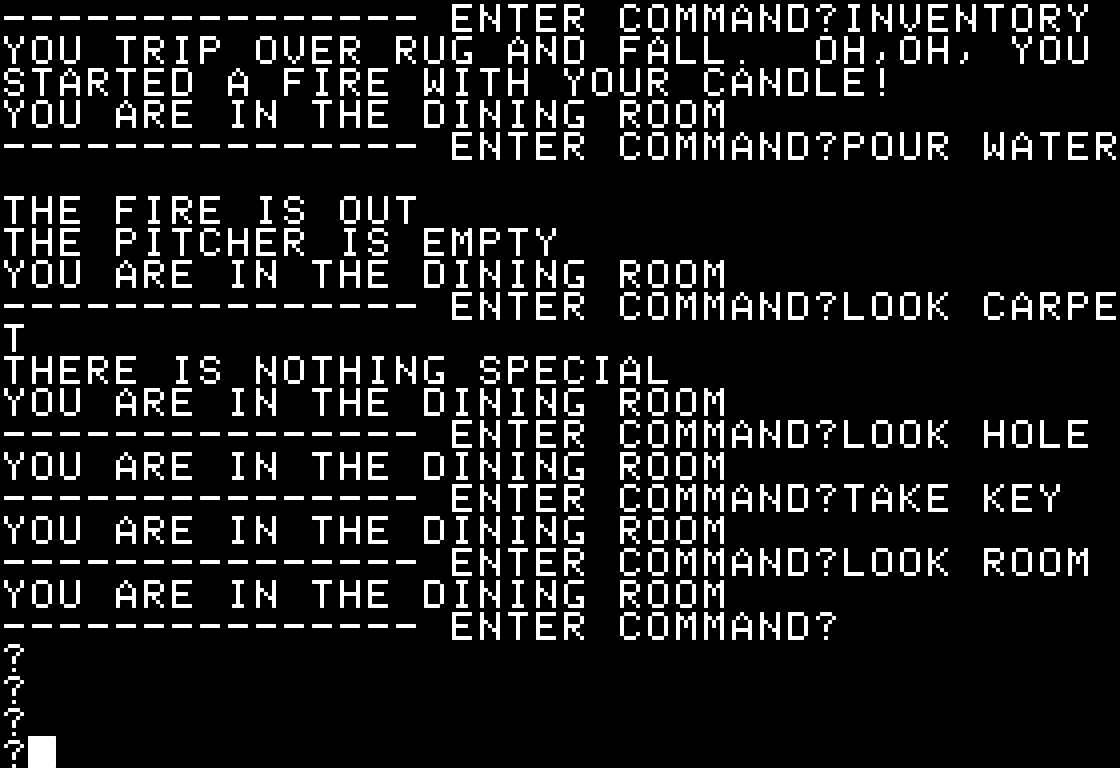 --------------- ENTER COMMAND?INVENTORY
YOU TRIP OVER RUG AND FALL.  OH,OH, YOU
STARTED A FIRE WITH YOUR CANDLE!
YOU ARE IN THE DINING ROOM
--------------- ENTER COMMAND?POUR WATER
THE FIRE IS OUT
THE PITCHER IS EMPTY
YOU ARE IN THE DINING ROOM
--------------- ENTER COMMAND?LOOK CARPE
T
THERE IS NOTHING SPECIAL
YOU ARE IN THE DINING ROOM
--------------- ENTER COMMAND?LOOK HOLE
YOU ARE IN THE DINING ROOM
--------------- ENTER COMMAND?TAKE KEY
YOU ARE IN THE DINING ROOM
--------------- ENTER COMMAND?LOOK ROOM
YOU ARE IN THE DINING ROOM
--------------- ENTER COMMAND?
?
?
?
?